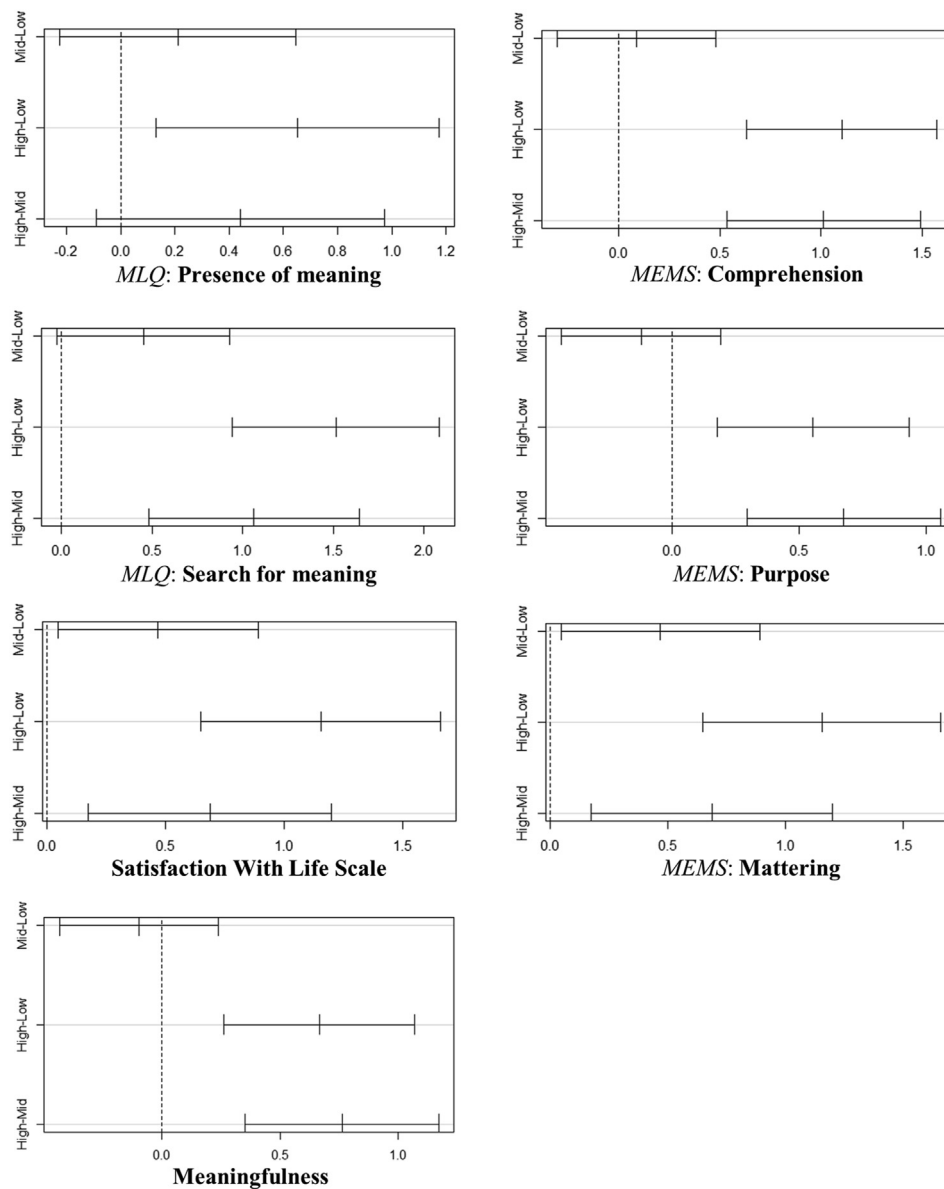 Mid-Low
High-Low
High-Mid
-0.2 0.0 0.2 0.4 0.6 0.8 1.0 1.2
MLQ: Presence of meaning
Mid-Low
High-Low
High-Mid
0.0 0.5 1.0 1.5
MEMS: Comprehension
Mid-Low
High-Low
High-Mid
0.0 0.5 1.0 1.5 2.0
MLQ: Search for meaning
Mid-Low
High-Low
High-Mid
0.0 0.5 1.0
MEMS: Purpose
Mid-Low
High-Low
High-Mid
0.0 0.5 1.0 1.5
Satisfaction With Life Scale
Mid-Low
High-Low
High-Mid
0.0 0.5 1.0 1.5
MEMS: Mattering
Mid-Low
High-Low
High-Mid
0.0 0.5 1.0
Meaningfulness